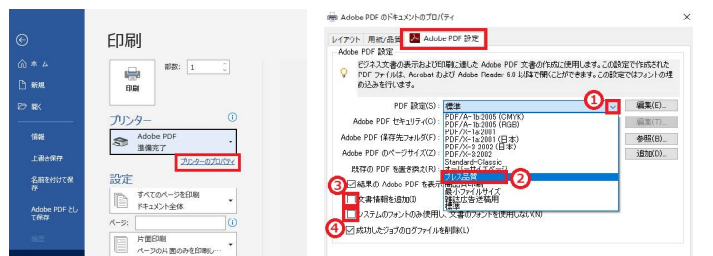 ホーム
新規
開く
情報
上書き保存
名前を付けて保
存
Adobe PDF とし
て保存
印刷
部数: 1
印刷
プリンター
Adobe PDF
準備完了
プリンターのプロパティ
設定
すべてのページを印刷
ドキュメント全体
ページ:
片面印刷
ページの片面のみを印刷し…
Adobe PDF のドキュメントのプロパティ
レイアウト 用紙/品質 Adobe PDF 設定
Adobe PDF 設定
ビジネス文書の表示および印刷に適した Adobe PDF 文書の作成に使用します。この設定で作成された
PDF ファイルは、Acrobat および Adobe Reader 6.0 以降で開くことができます。この設定ではフォントの埋
め込みを行います。
PDF 設定(S): 標準 ① 編集(E)...
PDF/A-1b:2005 (CMYK)
PDF/A-1b:2005 (RGB)
Adobe PDF セキュリティ(C): 編集(T)...
PDF/X-1a:2001
Adobe PDF 保存先フォルダ(F): 参照(B)...
PDF/X-1a:2001 (日本)
PDF/X-3 2002 (日本)
Adobe PDF のページサイズ(Z): 追加(D)...
PDF/X-3:2002
Standard-Classic
既存の PDF を置き換え(R):
オーバーサイズページ
プレス品質 ②
③ 結果の Adobe PDF を表示
高品質印刷
最小ファイルサイズ
文書情報を追加(I)
雑誌広告送稿用
標準
システムのフォントのみ使用し、文書のフォントを使用しない(N)
④ 成功したジョブのログファイルを削除(L)